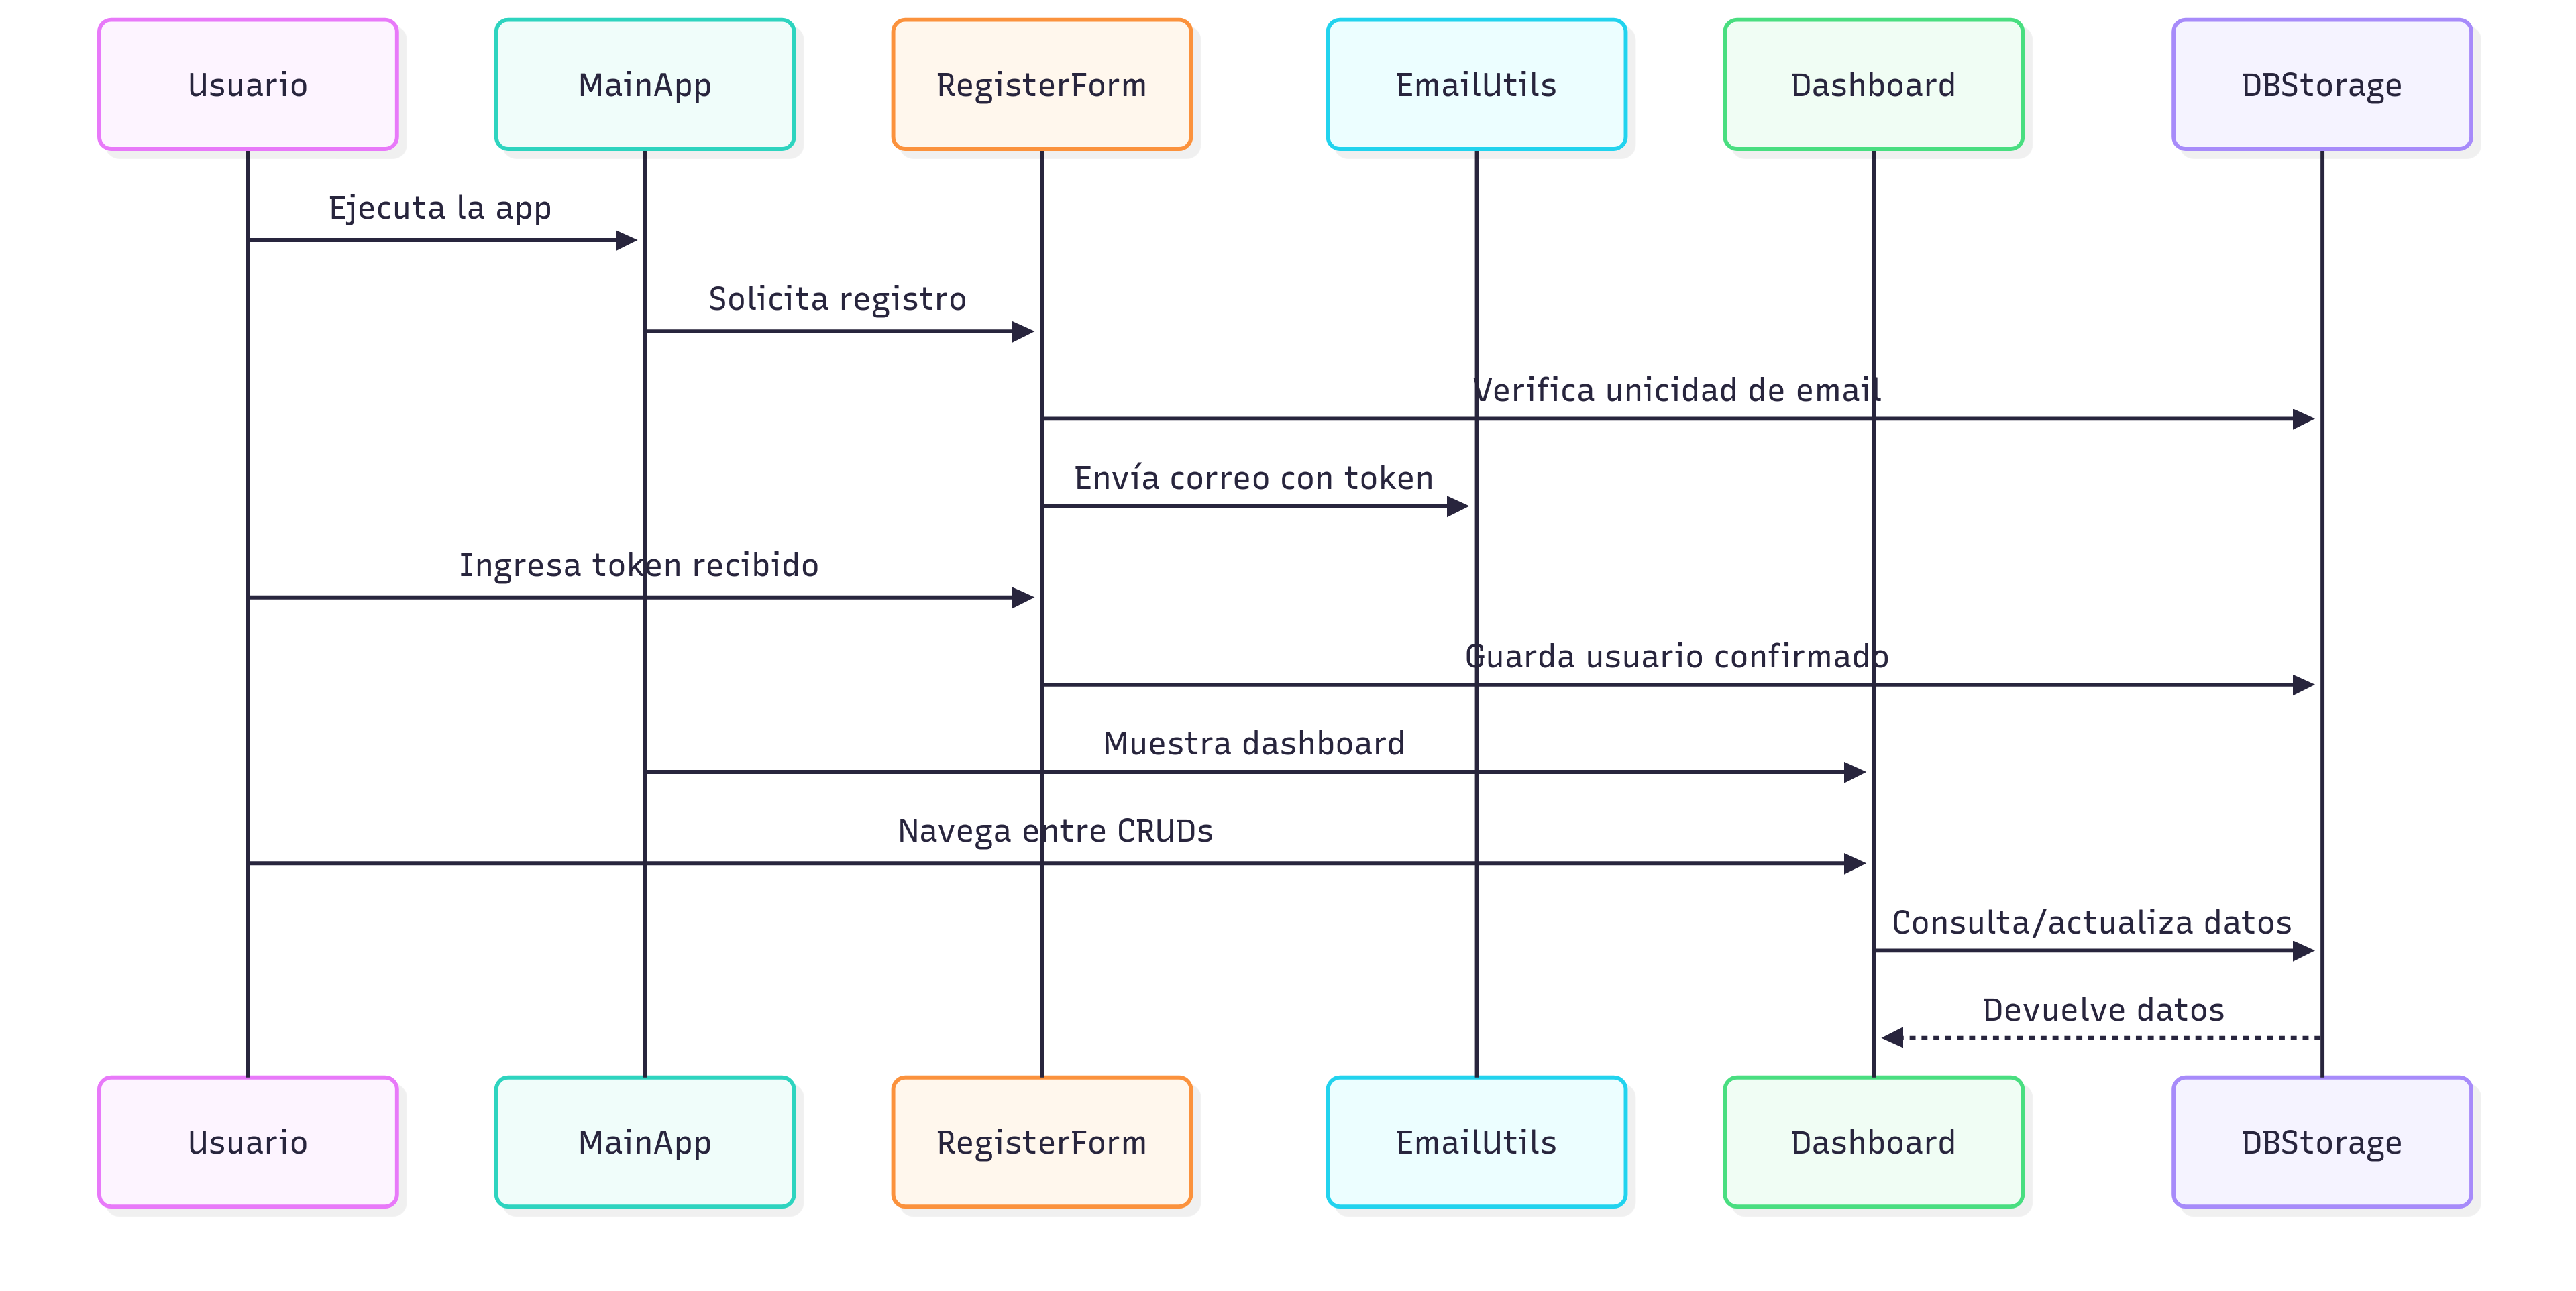 Usuario
MainApp
RegisterForm
EmailUtils
Dashboard
DBStorage
Ejecuta la app
Solicita registro
Verifica unicidad de email
Envía correo con token
Ingresa token recibido
Guarda usuario confirmado
Muestra dashboard
Navega entre CRUDs
Consulta/actualiza datos
Devuelve datos
Usuario
MainApp
RegisterForm
EmailUtils
Dashboard
DBStorage